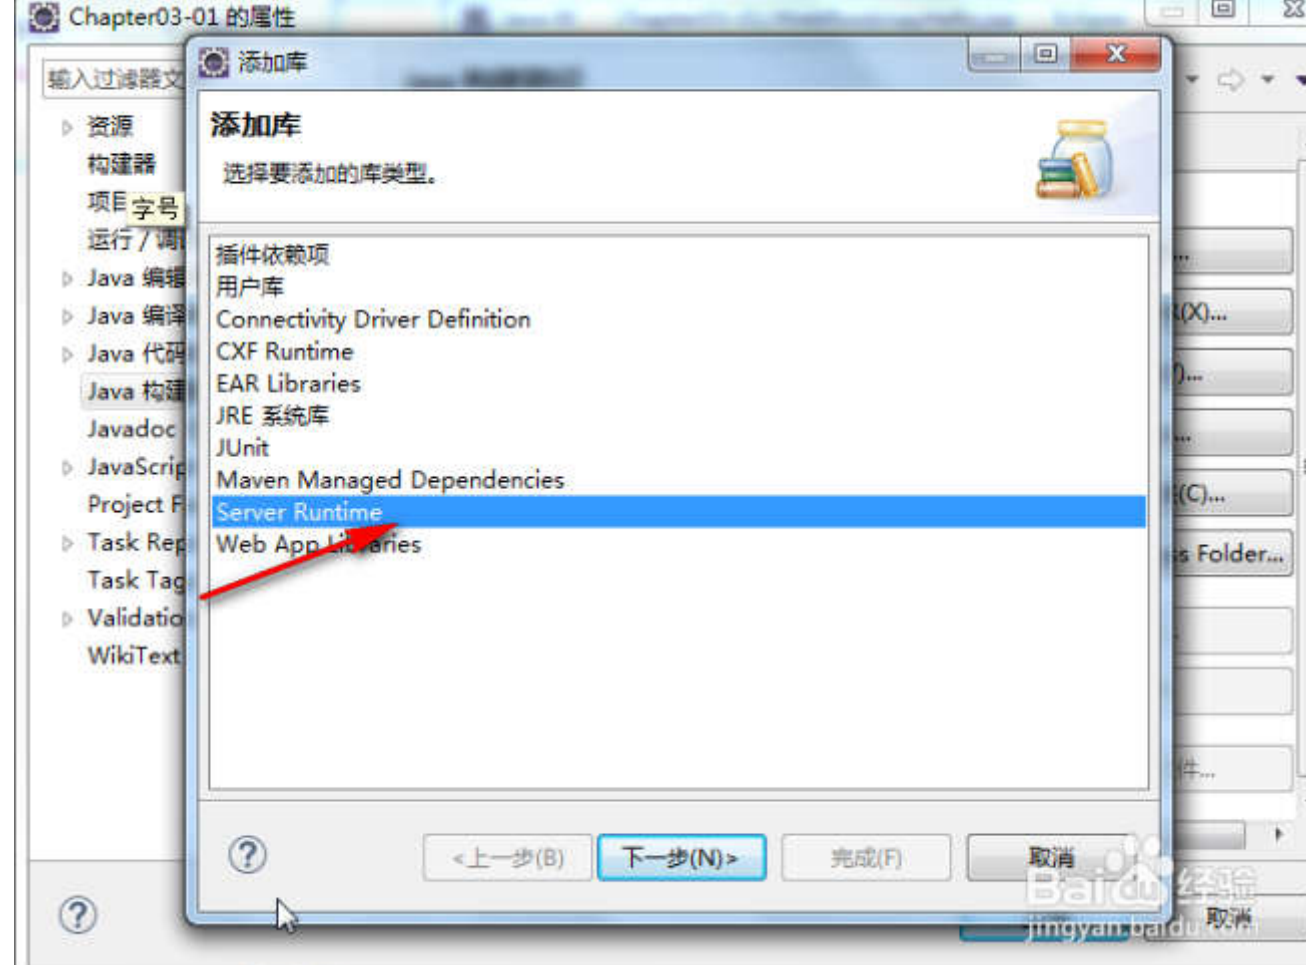 Chapter03-01 的属性
添加库
输入过滤器文
添加库
选择要添加的库类型。
资源
构建器
项目
字号
运行 / 调
Java 编辑
Java 编译
Java 代码
Java 构建
Javadoc
JavaScrip
Project F
Task Rep
Task Tag
Validatio
WikiText
插件依赖项
用户库
Connectivity Driver Definition
CXF Runtime
EAR Libraries
JRE 系统库
JUnit
Maven Managed Dependencies
Server Runtime
Web App Libraries
...
(X)...
)...
...
(C)...
ss Folder...
件...
<上一步(B)
下一步(N)>
完成(F)
取消
取消
Baidu 经验
jingyan.baidu.com